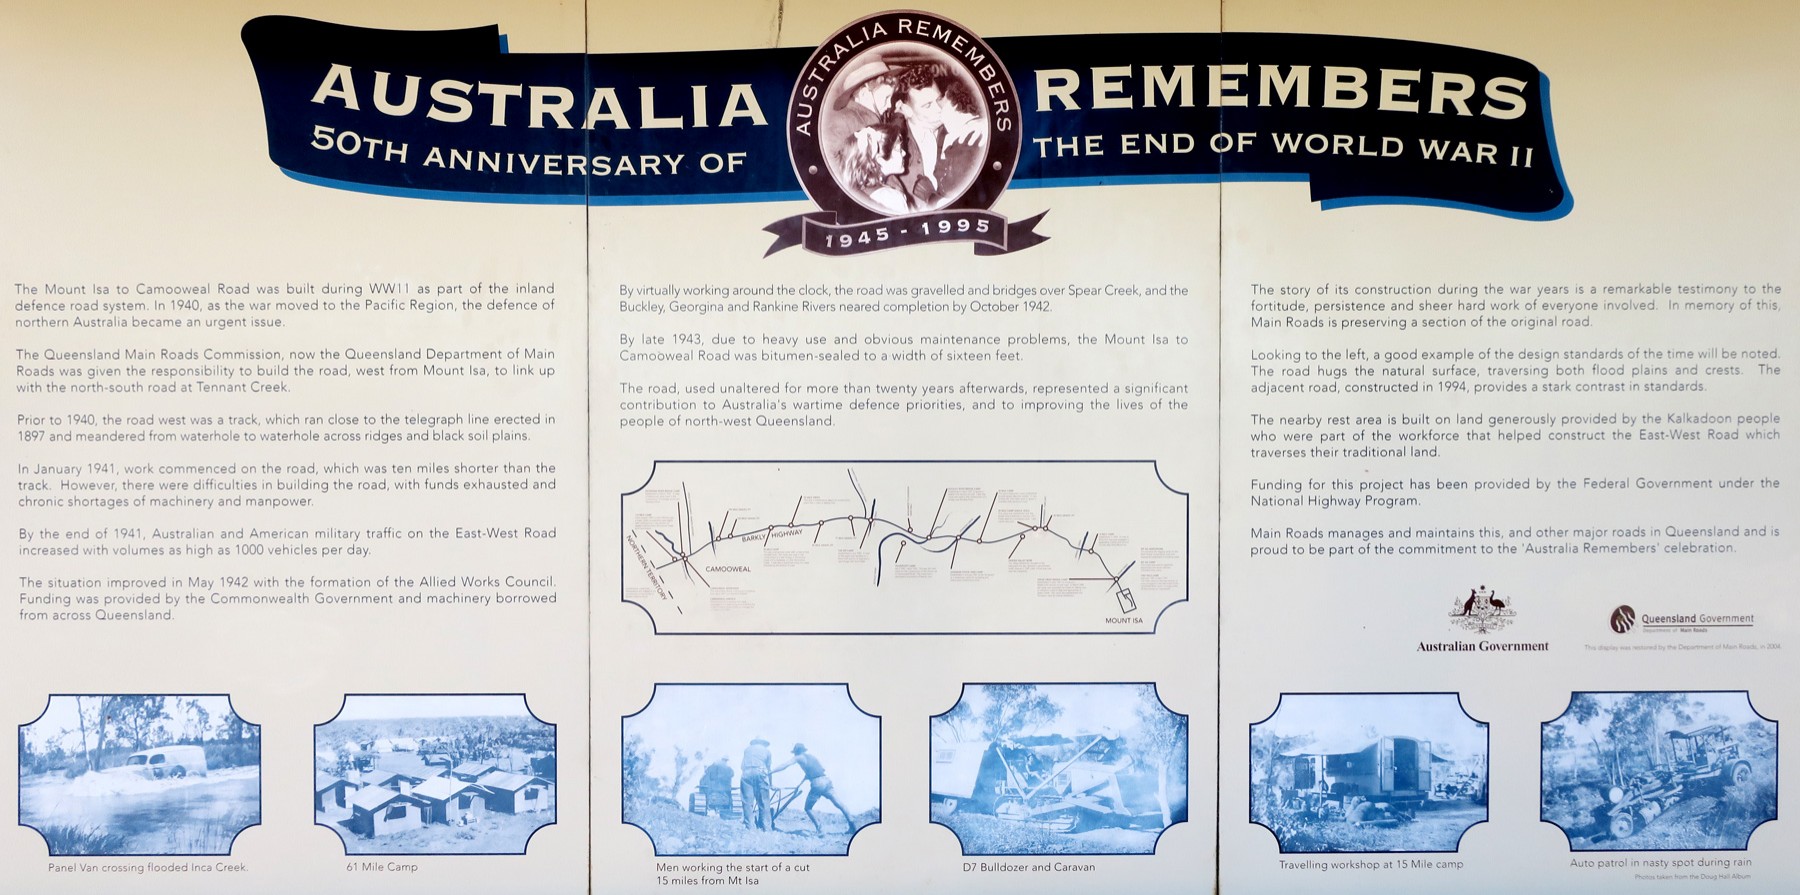 AUSTRALIA REMEMBERS
50TH ANNIVERSARY OF THE END OF WORLD WAR II
AUSTRALIA REMEMBERS
1945 - 1995
The Mount Isa to Camooweal Road was built during WW11 as part of the inland
defence road system. In 1940, as the war moved to the Pacific Region, the defence of
northern Australia became an urgent issue.
The Queensland Main Roads Commission, now the Queensland Department of Main
Roads was given the responsibility to build the road, west from Mount Isa, to link up
with the north-south road at Tennant Creek.
Prior to 1940, the road west was a track, which ran close to the telegraph line erected in
1897 and meandered from waterhole to waterhole across ridges and black soil plains.
In January 1941, work commenced on the road, which was ten miles shorter than the
track. However, there were difficulties in building the road, with funds exhausted and
chronic shortages of machinery and manpower.
By the end of 1941, Australian and American military traffic on the East-West Road
increased with volumes as high as 1000 vehicles per day.
The situation improved in May 1942 with the formation of the Allied Works Council.
Funding was provided by the Commonwealth Government and machinery borrowed
from across Queensland.
By virtually working around the clock, the road was gravelled and bridges over Spear Creek, and the
Buckley, Georgina and Rankine Rivers neared completion by October 1942.
By late 1943, due to heavy use and obvious maintenance problems, the Mount Isa to
Camooweal Road was bitumen-sealed to a width of sixteen feet.
The road, used unaltered for more than twenty years afterwards, represented a significant
contribution to Australia's wartime defence priorities, and to improving the lives of the
people of north-west Queensland.
NORTHERN TERRITORY
CAMOOWEAL
BARKLY HIGHWAY
MOUNT ISA
The story of its construction during the war years is a remarkable testimony to the
fortitude, persistence and sheer hard work of everyone involved. In memory of this,
Main Roads is preserving a section of the original road.
Looking to the left, a good example of the design standards of the time will be noted.
The road hugs the natural surface, traversing both flood plains and crests. The
adjacent road, constructed in 1994, provides a stark contrast in standards.
The nearby rest area is built on land generously provided by the Kalkadoon people
who were part of the workforce that helped construct the East-West Road which
traverses their traditional land.
Funding for this project has been provided by the Federal Government under the
National Highway Program.
Main Roads manages and maintains this, and other major roads in Queensland and is
proud to be part of the commitment to the 'Australia Remembers' celebration.
Australian Government
Queensland Government
Department of Main Roads
This display was restored by the Department of Main Roads, in 2004
Panel Van crossing flooded Inca Creek.
61 Mile Camp
Men working the start of a cut
15 miles from Mt Isa
D7 Bulldozer and Caravan
Travelling workshop at 15 Mile camp
Auto patrol in nasty spot during rain
Photos taken from the Doug Hall Album